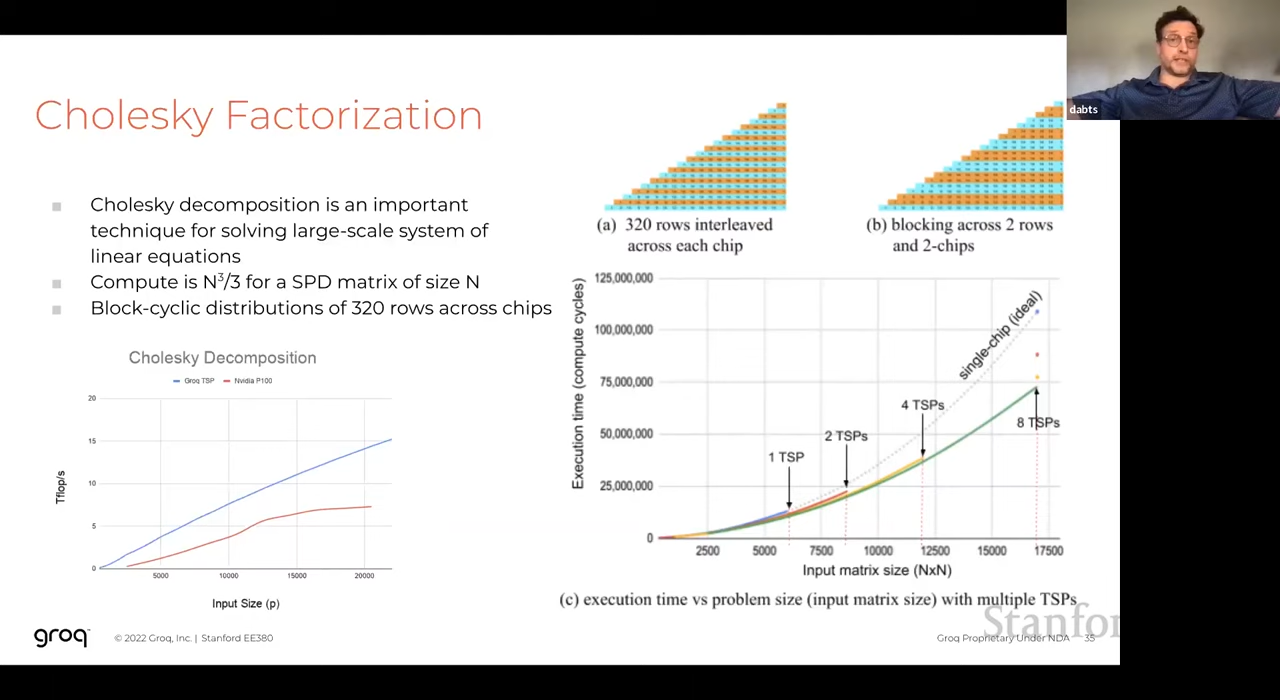 dabts
Cholesky Factorization
Cholesky decomposition is an important
technique for solving large-scale system of
linear equations
Compute is N³/3 for a SPD matrix of size N
Block-cyclic distributions of 320 rows across chips
(a) 320 rows interleaved
across each chip
(b) blocking across 2 rows
and 2-chips
Cholesky Decomposition
Groq TSP
Nvidia P100
20
15
10
5
0
Tflop/s
5000
10000
15000
20000
Input Size (p)
Execution time (compute cycles)
125,000,000
100,000,000
75,000,000
50,000,000
25,000,000
0
1 TSP
2 TSPs
4 TSPs
8 TSPs
single-chip (ideal)
2500
5000
7500
10000
12500
15000
17500
Input matrix size (NxN)
(c) execution time vs problem size (input matrix size) with multiple TSPs
groq
© 2022 Groq, Inc. | Stanford EE380
Groq Proprietary Under NDA
35